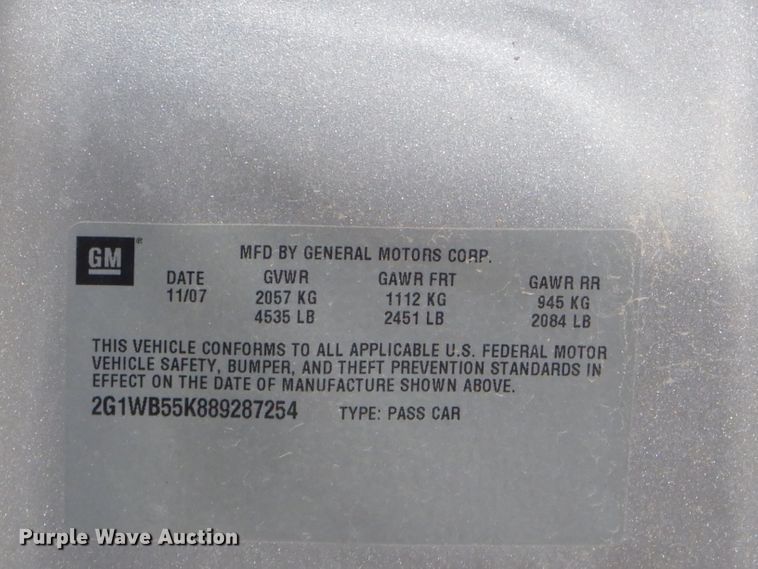 GM®
MFD BY GENERAL MOTORS CORP.
DATE GVWR GAWR FRT GAWR RR
11/07 2057 KG 1112 KG 945 KG
4535 LB 2451 LB 2084 LB
THIS VEHICLE CONFORMS TO ALL APPLICABLE U.S. FEDERAL MOTOR
VEHICLE SAFETY, BUMPER, AND THEFT PREVENTION STANDARDS IN
EFFECT ON THE DATE OF MANUFACTURE SHOWN ABOVE.
2G1WB55K889287254 TYPE: PASS CAR
Purple Wave Auction